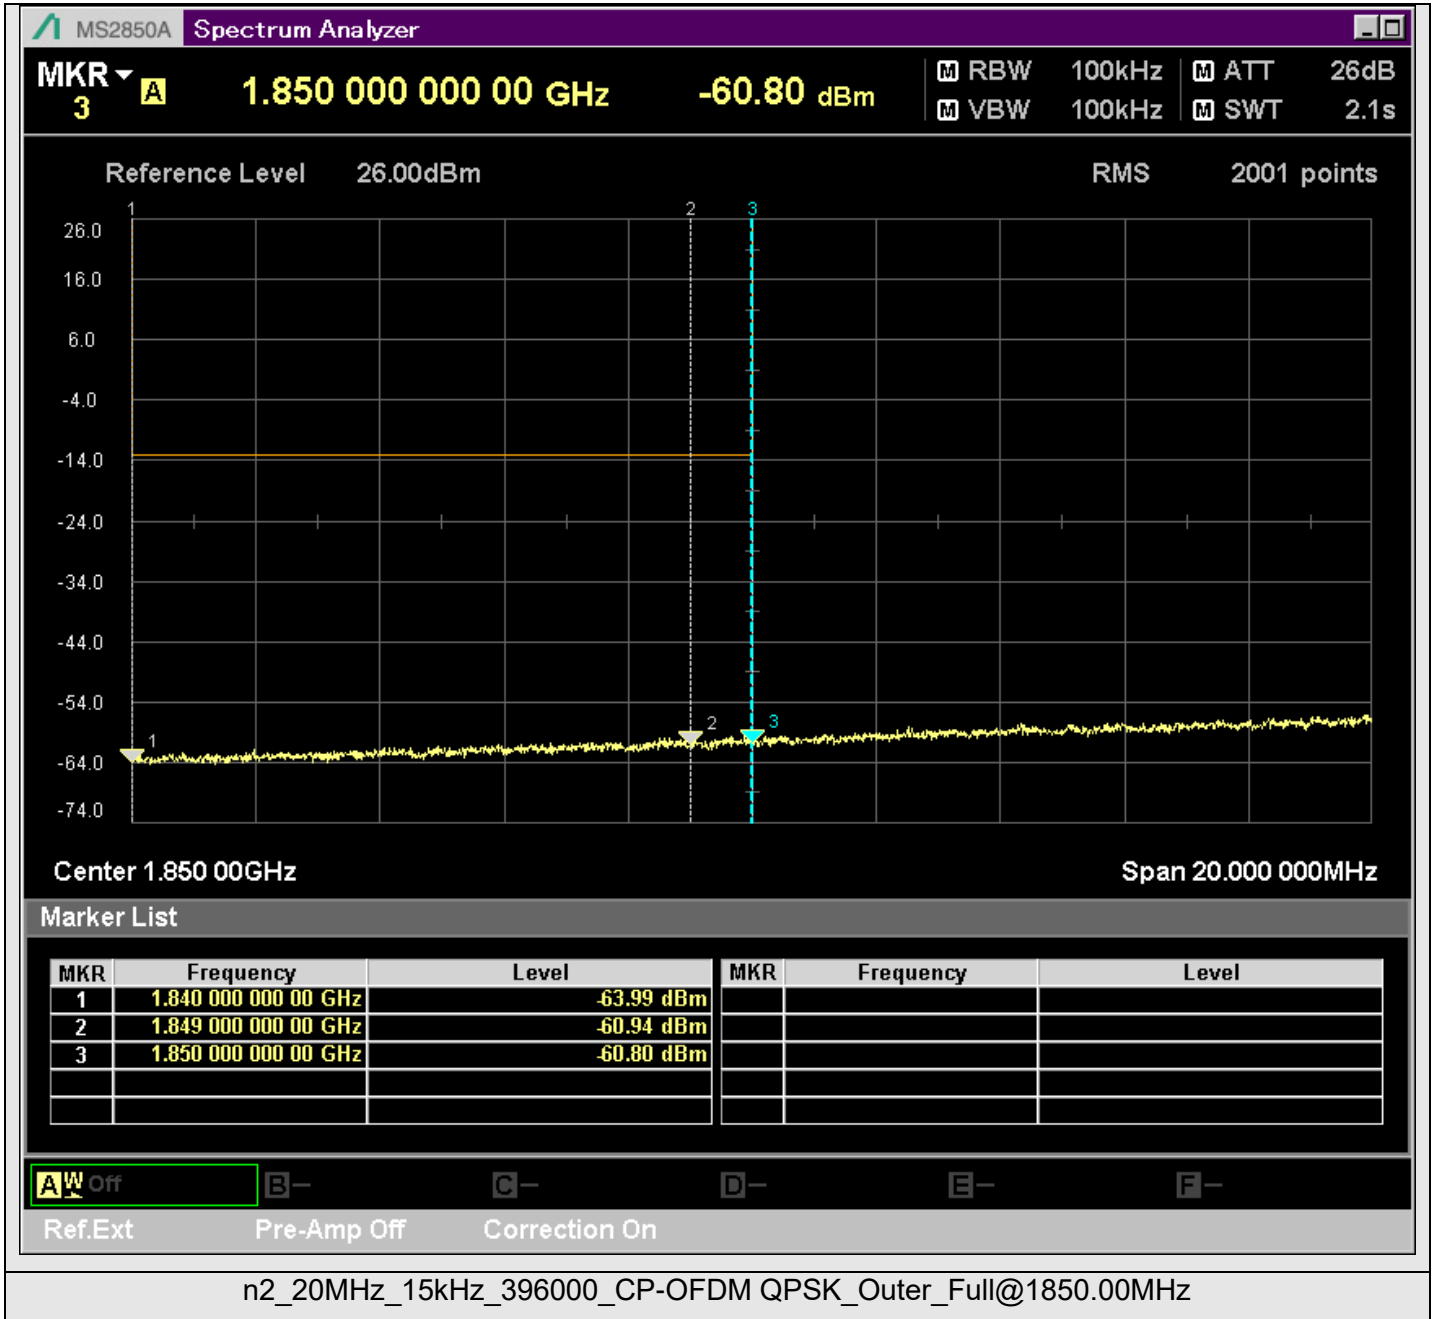 MS2850A Spectrum Analyzer
MKR A 1.850 000 000 00 GHz -60.80 dBm RBW 100kHz ATT 26dB
3 VBW 100kHz SWT 2.1s
Reference Level 26.00dBm RMS 2001 points
1 2 3
26.0
16.0
6.0
-4.0
-14.0
-24.0
-34.0
-44.0
-54.0
2 3
1
-64.0
-74.0
Center 1.850 00GHz Span 20.000 000MHz
Marker List
MKR Frequency Level MKR Frequency Level
1 1.840 000 000 00 GHz -63.99 dBm
2 1.849 000 000 00 GHz -60.94 dBm
3 1.850 000 000 00 GHz -60.80 dBm
A W Off B- C- D- E- F-
Ref.Ext Pre-Amp Off Correction On
n2_20MHz_15kHz_396000_CP-OFDM QPSK_Outer_Full@1850.00MHz